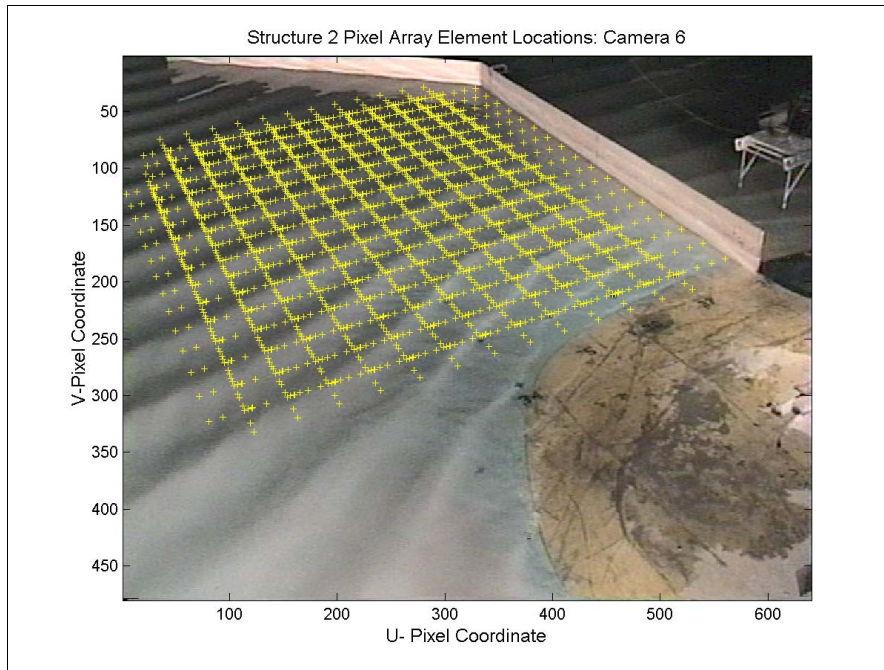 Structure 2 Pixel Array Element Locations: Camera 6
50
100
150
200
250
300
350
400
450
V-Pixel Coordinate
100 200 300 400 500 600
U- Pixel Coordinate